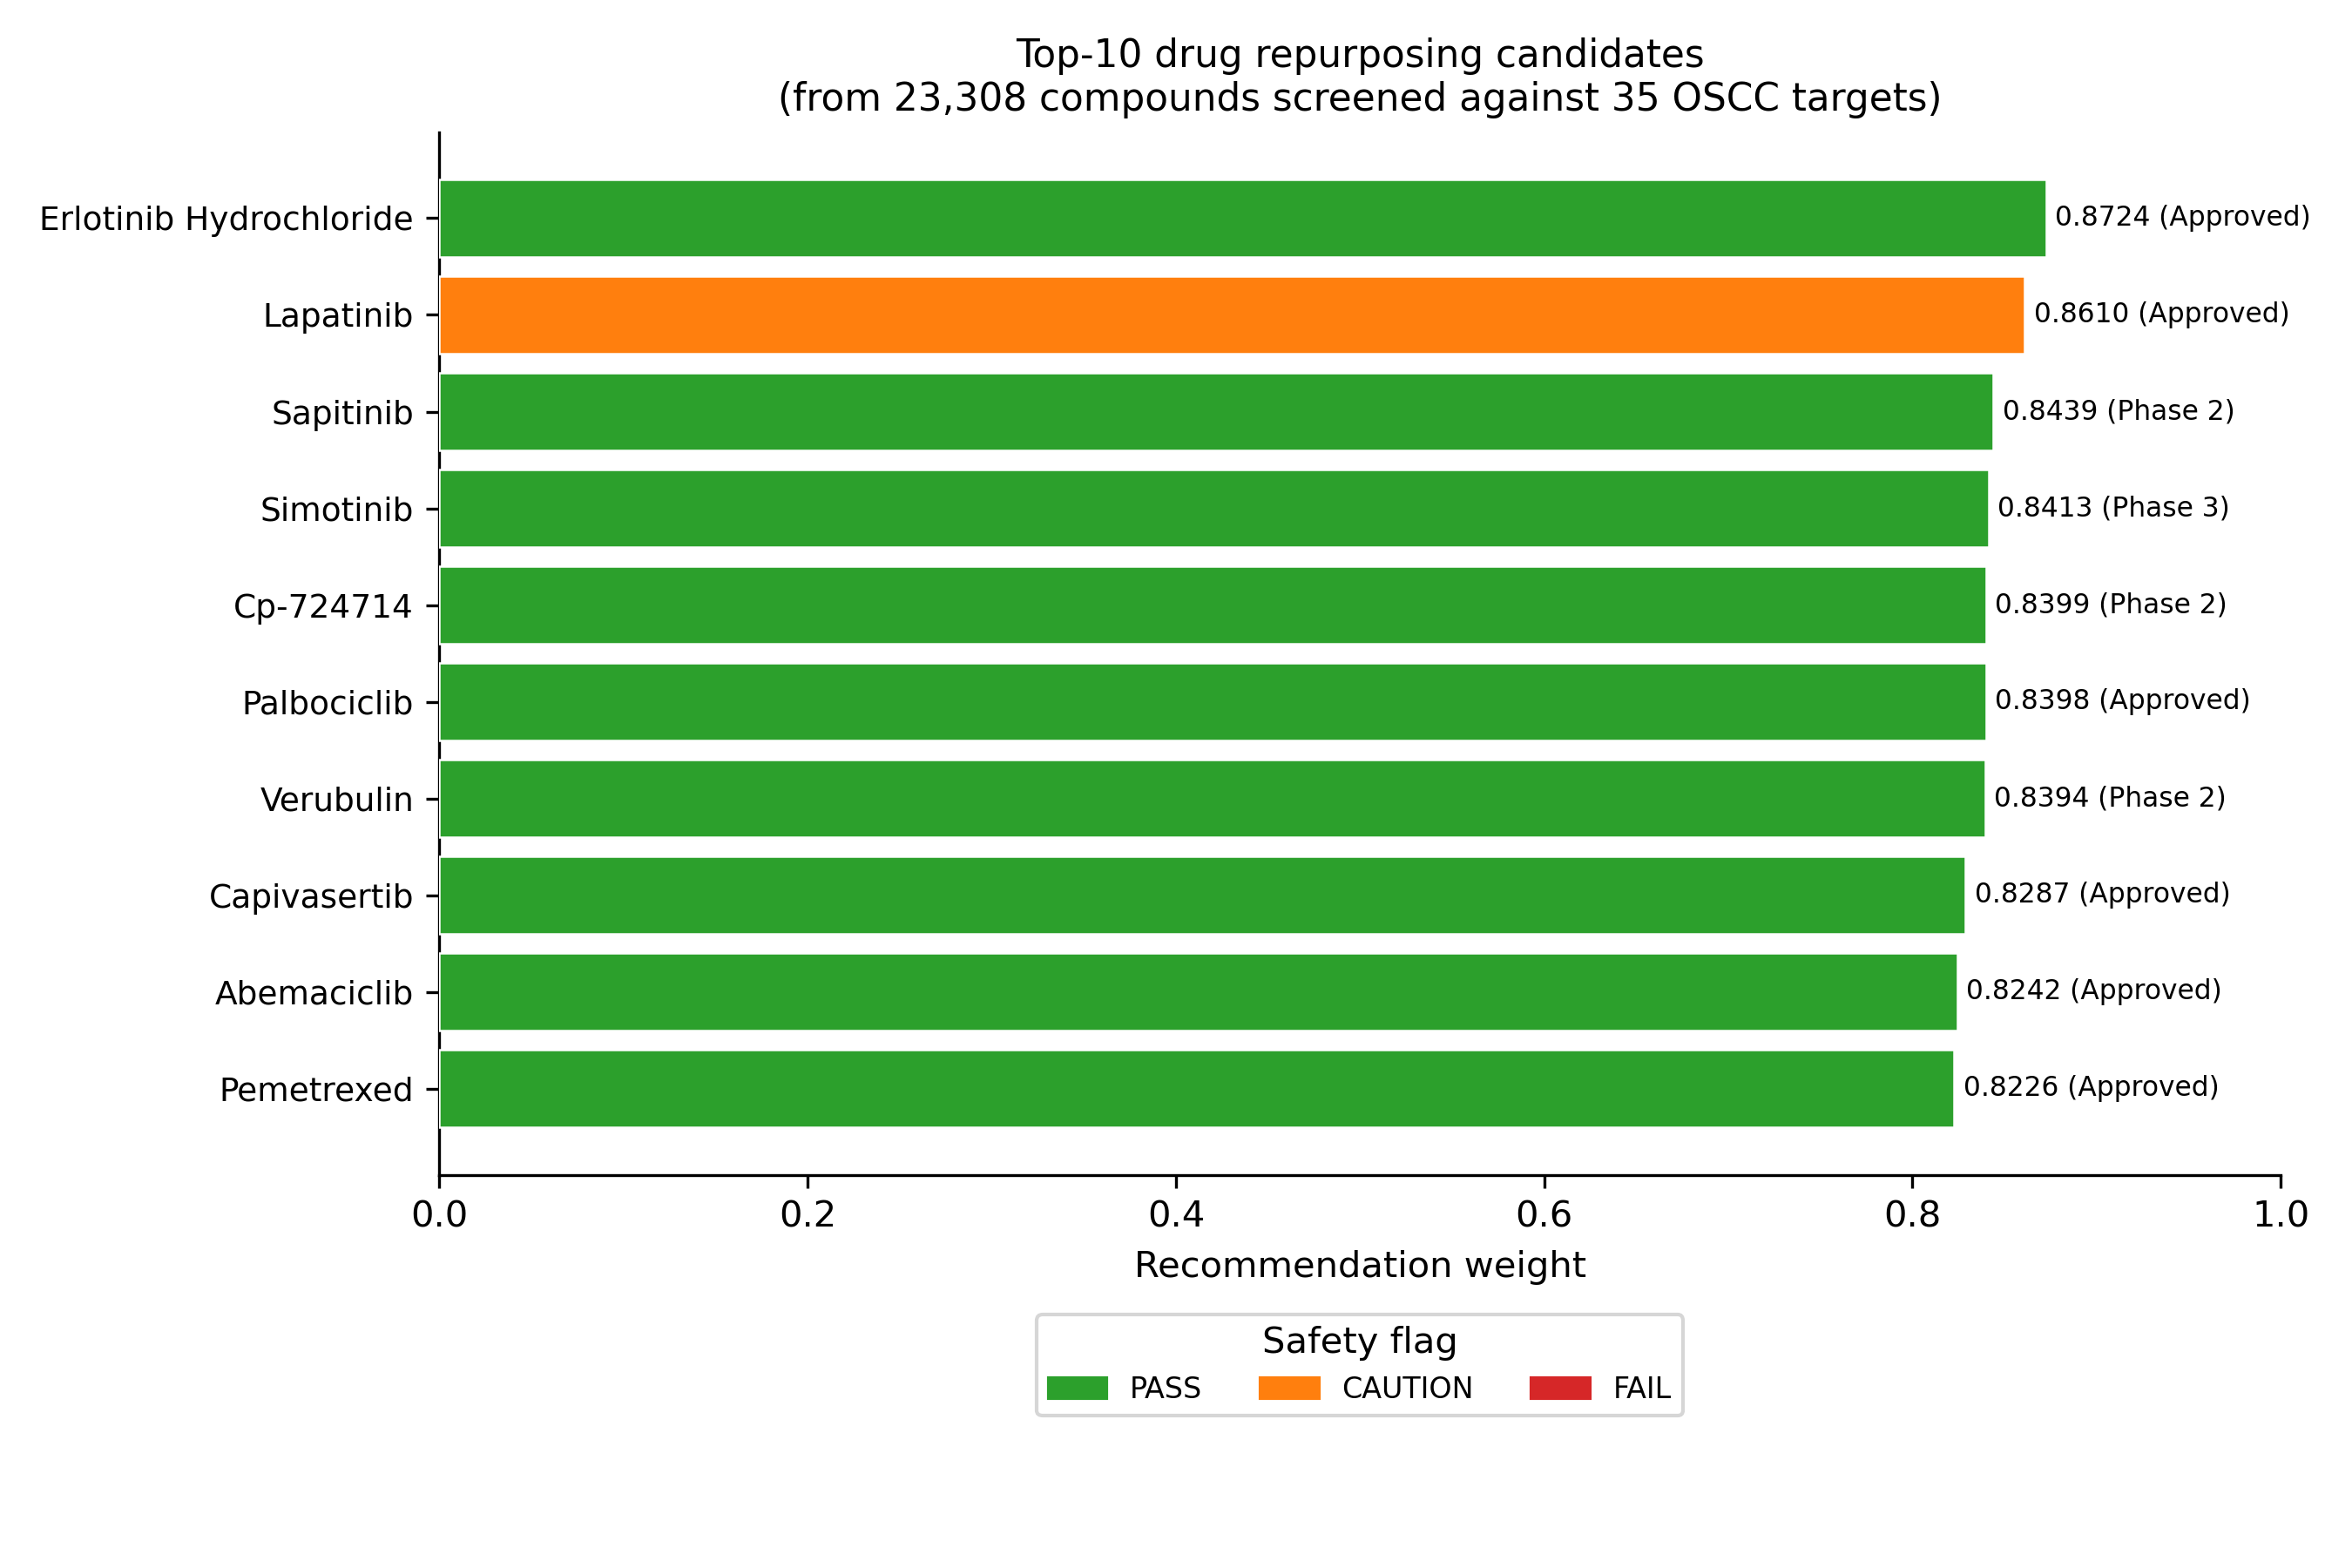 Top-10 drug repurposing candidates
(from 23,308 compounds screened against 35 OSCC targets)
Erlotinib Hydrochloride
0.8724 (Approved)
Lapatinib
0.8610 (Approved)
Sapitinib
0.8439 (Phase 2)
Simotinib
0.8413 (Phase 3)
Cp-724714
0.8399 (Phase 2)
Palbociclib
0.8398 (Approved)
Verubulin
0.8394 (Phase 2)
Capivasertib
0.8287 (Approved)
Abemaciclib
0.8242 (Approved)
Pemetrexed
0.8226 (Approved)
0.0 0.2 0.4 0.6 0.8 1.0
Recommendation weight
Safety flag
PASS CAUTION FAIL